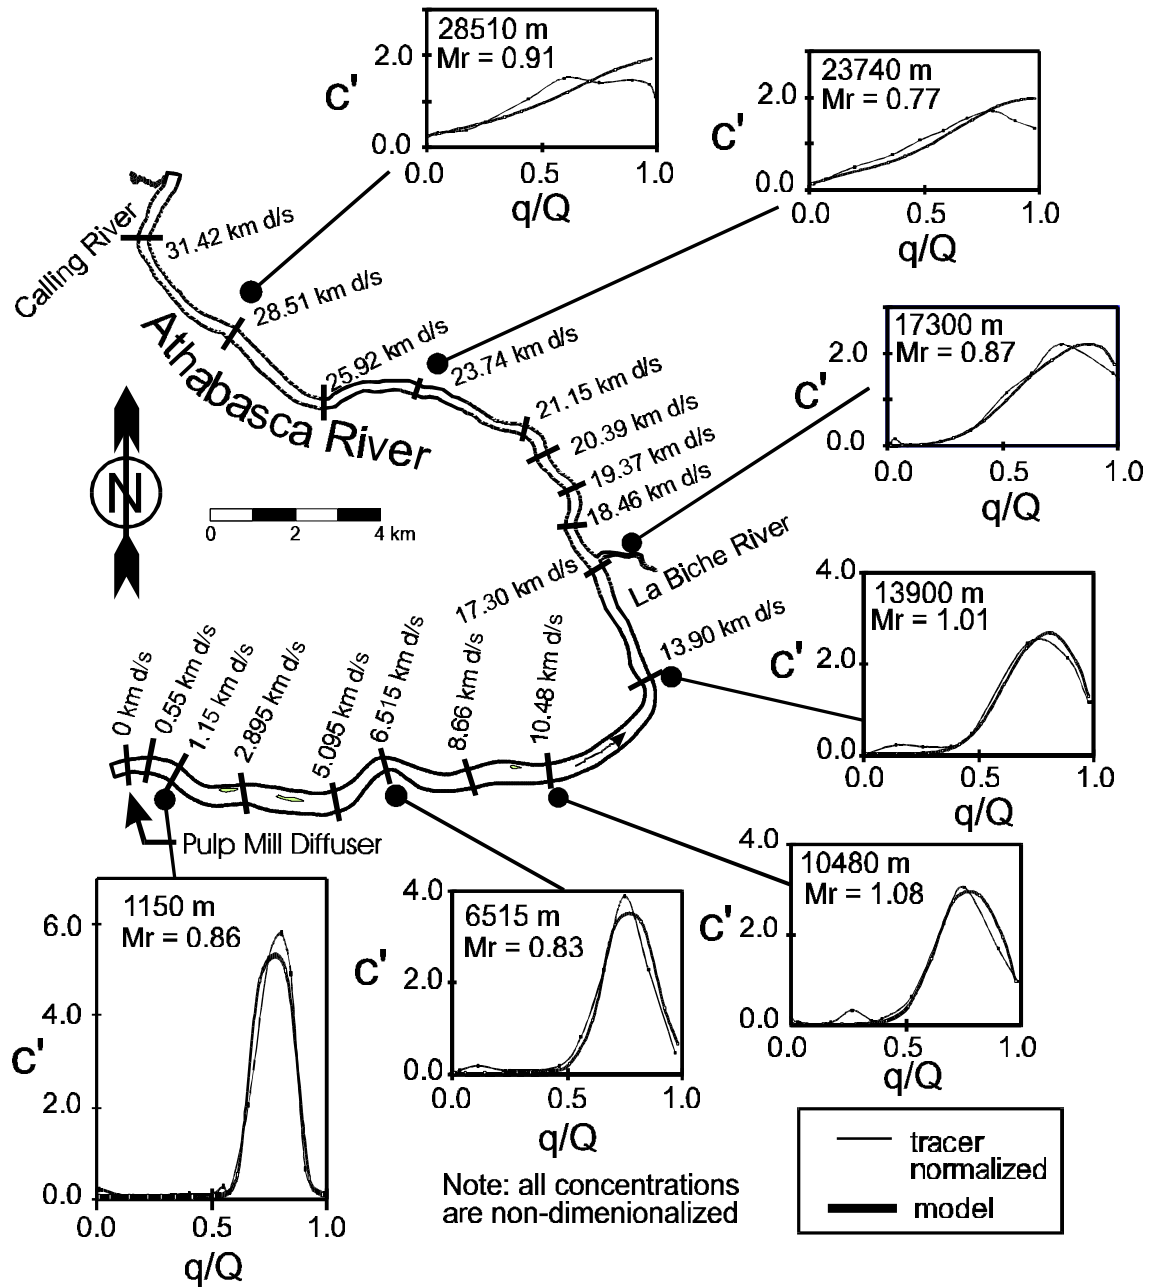 28510 m
Mr = 0.91
2.0
0.0
c'
0.0 0.5 1.0
q/Q
23740 m
Mr = 0.77
2.0
0.0
c'
0.0 0.5 1.0
q/Q
17300 m
Mr = 0.87
2.0
0.0
c'
0.0 0.5 1.0
q/Q
13900 m
Mr = 1.01
4.0
2.0
0.0
c'
0.0 0.5 1.0
q/Q
10480 m
Mr = 1.08
4.0
2.0
0.0
c'
0.0 0.5 1.0
q/Q
6515 m
Mr = 0.83
4.0
2.0
0.0
c'
0.0 0.5 1.0
q/Q
1150 m
Mr = 0.86
6.0
4.0
2.0
0.0
c'
0.0 0.5 1.0
q/Q
Calling River
31.42 km d/s
28.51 km d/s
25.92 km d/s
23.74 km d/s
21.15 km d/s
20.39 km d/s
19.37 km d/s
18.46 km d/s
17.30 km d/s
La Biche River
13.90 km d/s
Athabasca River
N
0 2 4 km
0 km d/s
0.55 km d/s
1.15 km d/s
2.895 km d/s
5.095 km d/s
6.515 km d/s
8.66 km d/s
10.48 km d/s
Pulp Mill Diffuser
Note: all concentrations
are non-dimenionalized
tracer
normalized
model